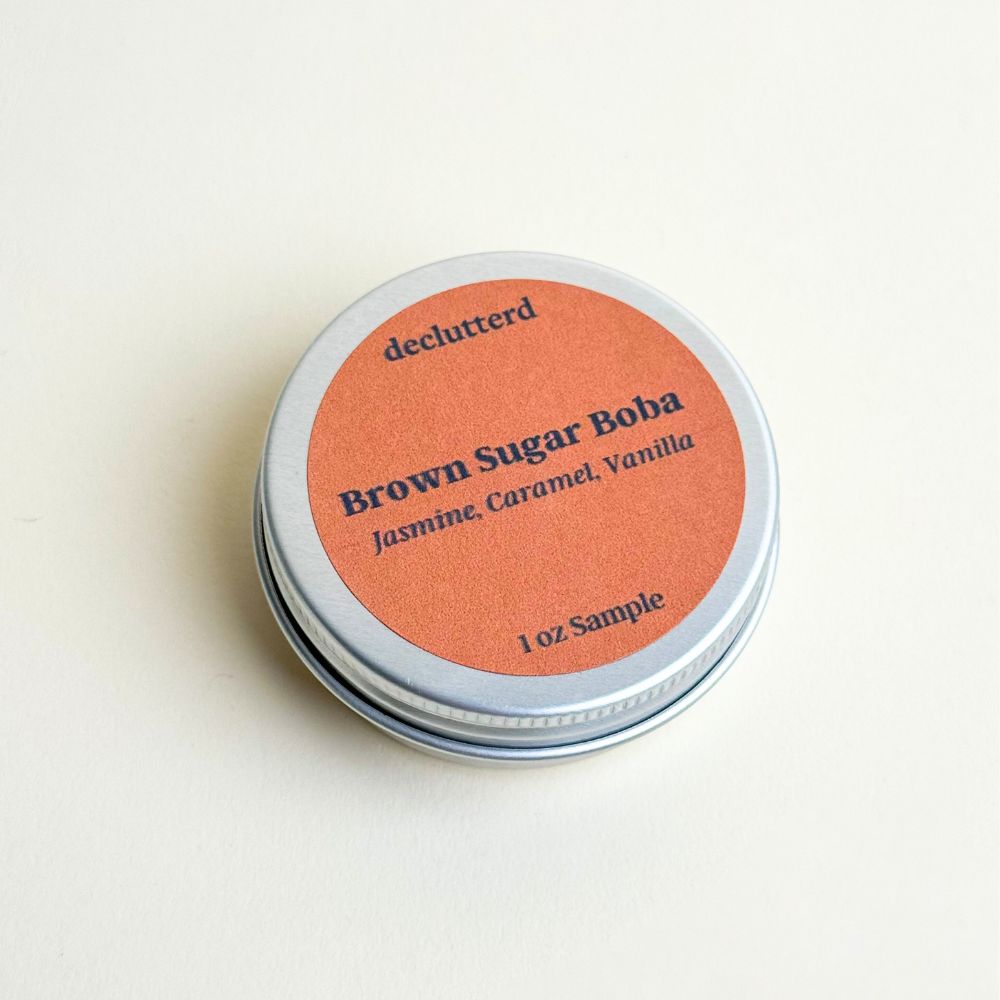 declutterd
Brown Sugar Boba
Jasmine, Caramel, Vanilla
1 oz Sample